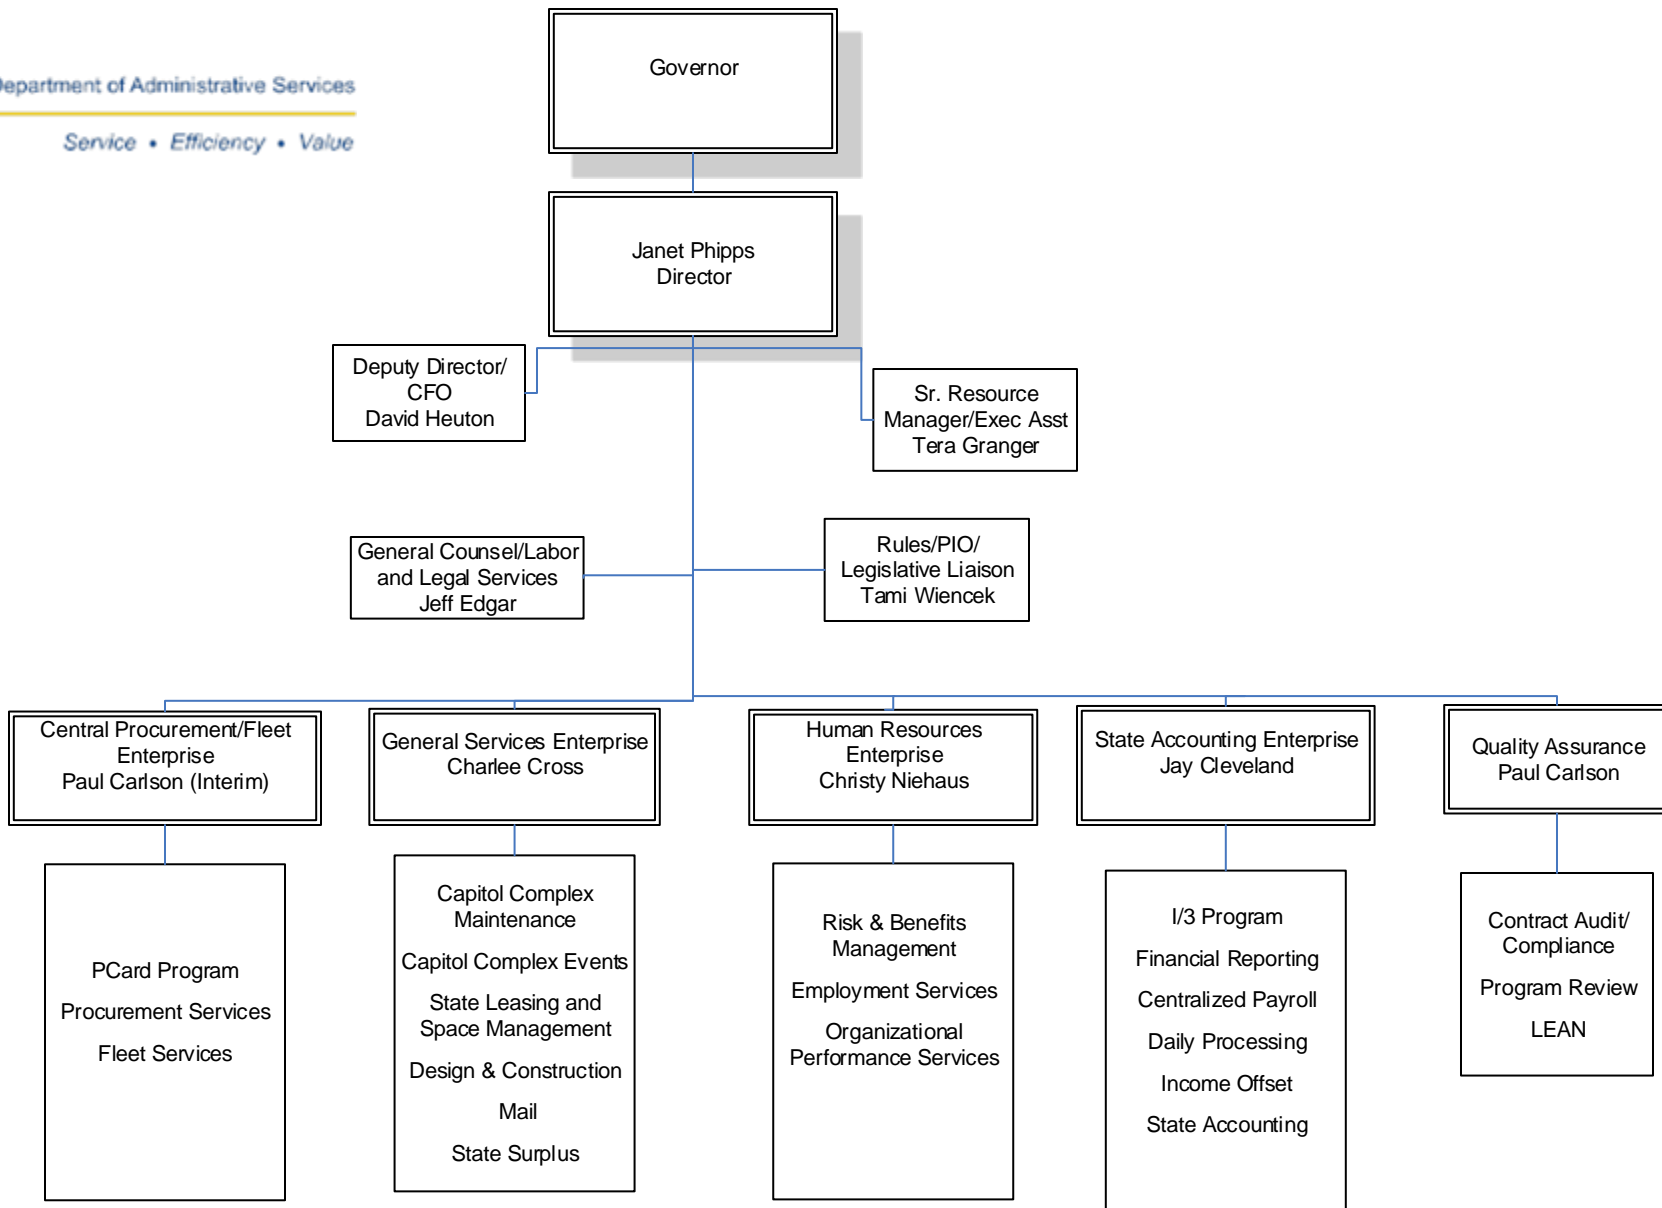 Department of Administrative Services
Service • Efficiency • Value
Governor
Janet Phipps
Director
Deputy Director/
CFO
David Heuton
Sr. Resource
Manager/Exec Asst
Tera Granger
General Counsel/Labor
and Legal Services
Jeff Edgar
Rules/PIO/
Legislative Liaison
Tami Wiencek
Central Procurement/Fleet
Enterprise
Paul Carlson (Interim)
General Services Enterprise
Charlee Cross
Human Resources
Enterprise
Christy Niehaus
State Accounting Enterprise
Jay Cleveland
Quality Assurance
Paul Carlson
PCard Program
Procurement Services
Fleet Services
Capitol Complex
Maintenance
Capitol Complex Events
State Leasing and
Space Management
Design & Construction
Mail
State Surplus
Risk & Benefits
Management
Employment Services
Organizational
Performance Services
I/3 Program
Financial Reporting
Centralized Payroll
Daily Processing
Income Offset
State Accounting
Contract Audit/
Compliance
Program Review
LEAN